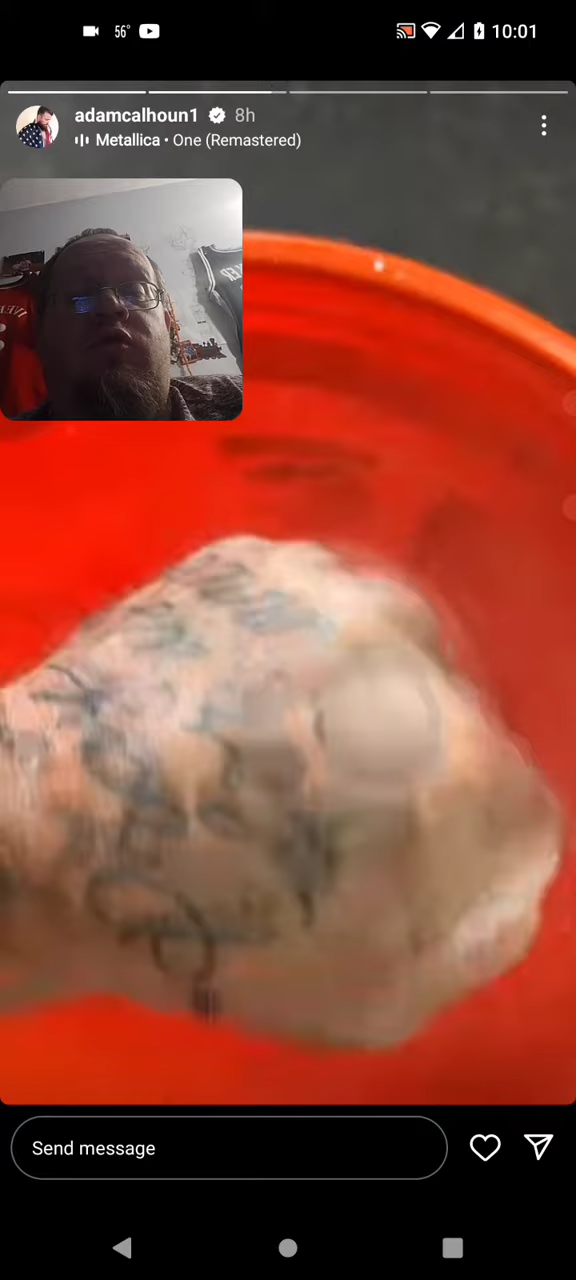 56° 10:01
adamcalhoun1 8h
Metallica • One (Remastered)
Send message